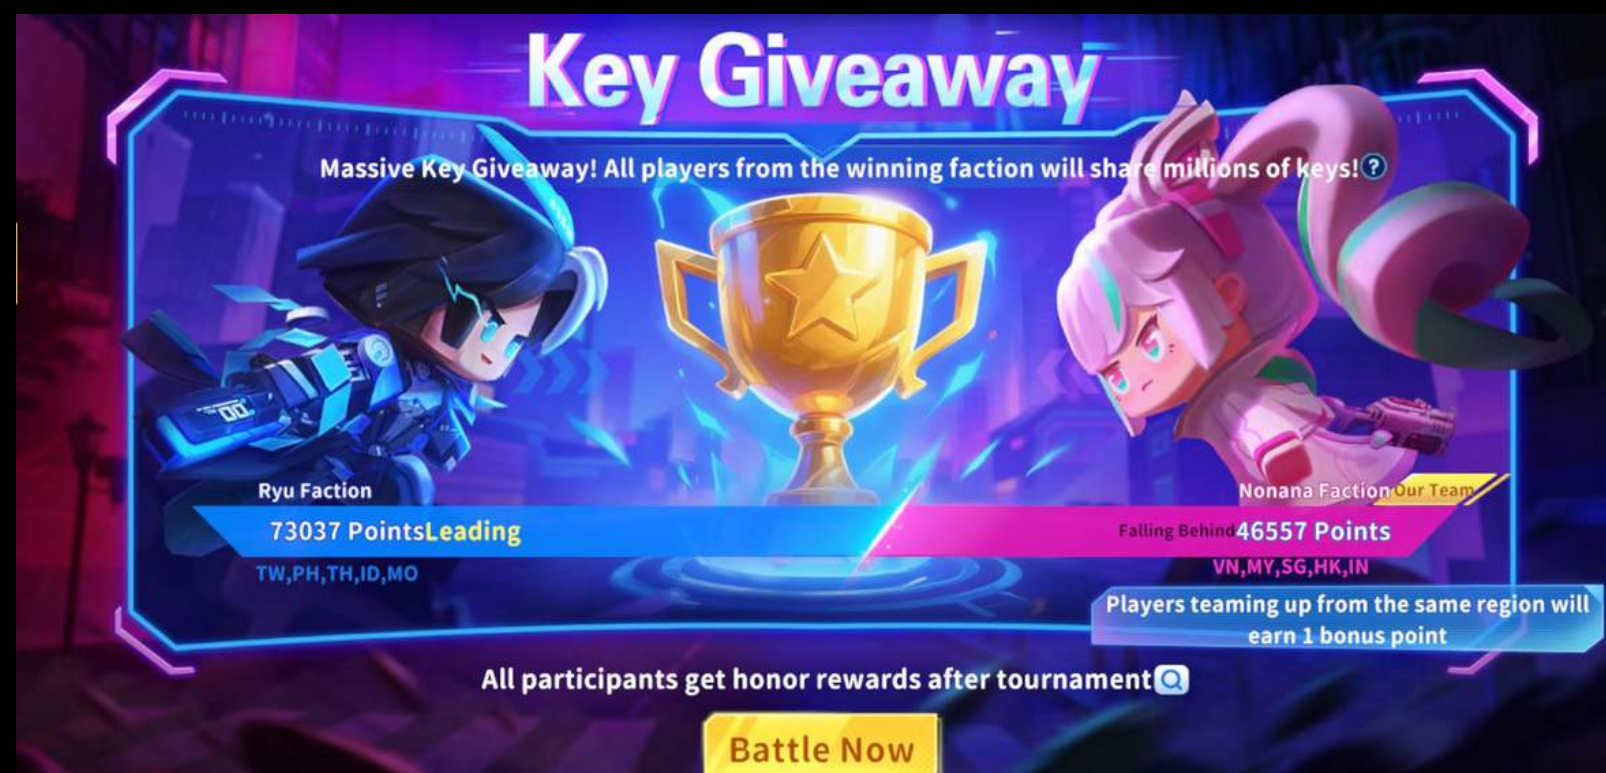 Key Giveaway
Massive Key Giveaway! All players from the winning faction will share millions of keys!?
Ryu Faction
73037 PointsLeading
TW,PH,TH,ID,MO
Nonana Faction Our Team
Falling Behind 46557 Points
VN,MY,SG,HK,IN
Players teaming up from the same region will
earn 1 bonus point
All participants get honor rewards after tournament
Battle Now
00